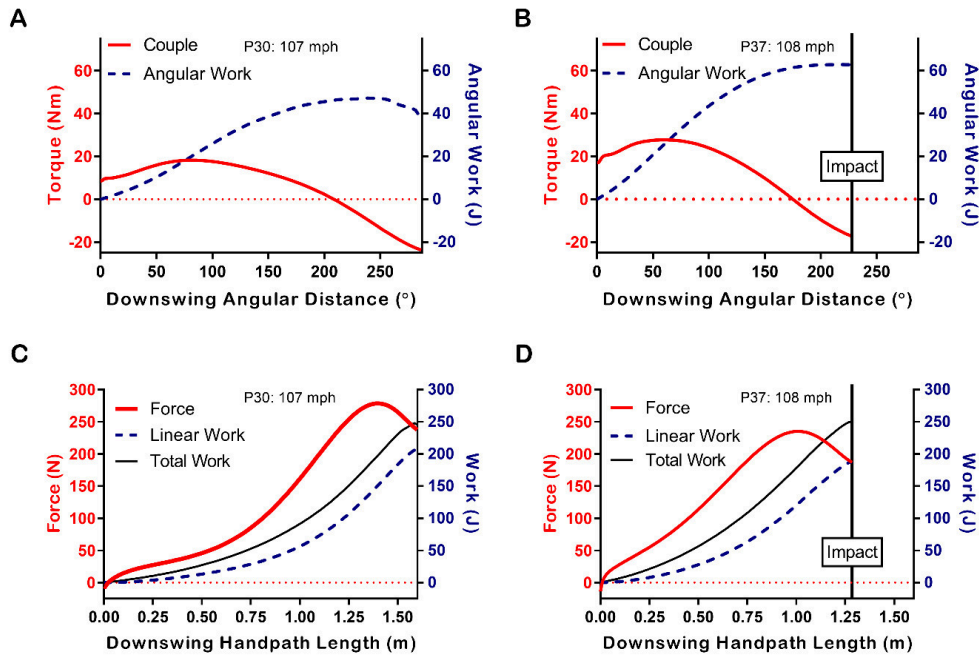 A
Couple
Angular Work
P30: 107 mph
Torque (Nm)
60
40
20
0
-20
60
40
20
0
-20
Angular Work (J)
0
50
100
150
200
250
Downswing Angular Distance (°)
B
Couple
Angular Work
P37: 108 mph
Torque (Nm)
60
40
20
0
-20
Impact
60
40
20
0
-20
Angular Work (J)
0
50
100
150
200
250
Downswing Angular Distance (°)
C
Force
Linear Work
Total Work
P30: 107 mph
Force (N)
300
250
200
150
100
50
0
300
250
200
150
100
50
0
Work (J)
0.00
0.25
0.50
0.75
1.00
1.25
1.50
Downswing Handpath Length (m)
D
Force
Linear Work
Total Work
P37: 108 mph
Force (N)
300
250
200
150
100
50
0
Impact
300
250
200
150
100
50
0
Work (J)
0.00
0.25
0.50
0.75
1.00
1.25
1.50
Downswing Handpath Length (m)